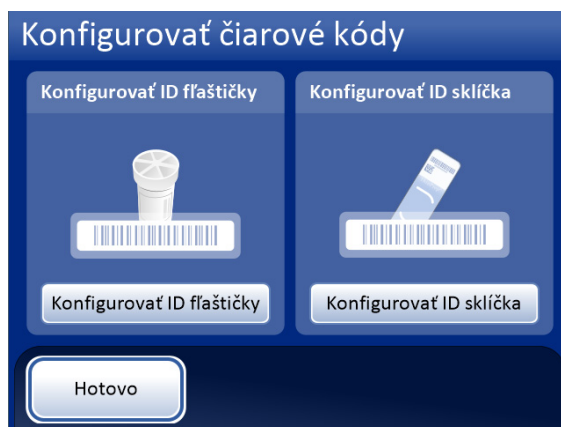 Konfigurovať čiarové kódy
Konfigurovať ID fľaštičky
Konfigurovať ID sklíčka
Konfigurovať ID fľaštičky
Konfigurovať ID sklíčka
Hotovo